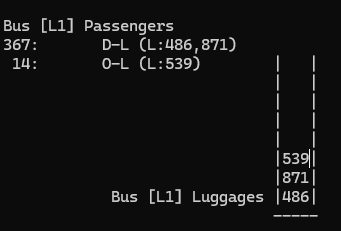 Bus [L1] Passengers
367:        D-L (L:486,871)
 14:        O-L (L:539)          |   |
                                 |   |
                                 |   |
                                 |   |
                                 |   |
                                 |539|
                                 |871|
             Bus [L1] Luggages |486|
                                 -----